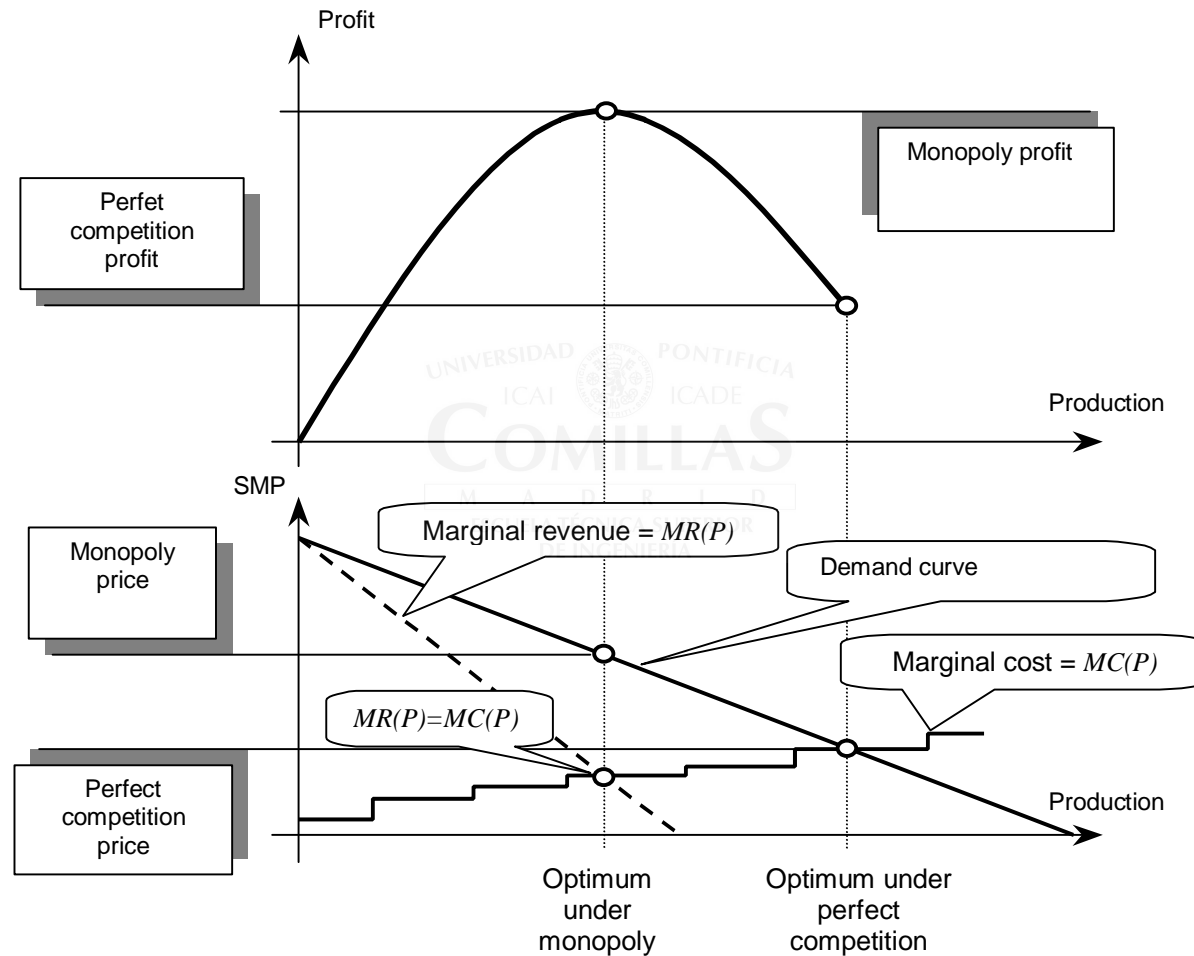 Profit
Monopoly profit
Perfet
competition
profit
UNIVERSIDAD PONTIFICIA
ICAI ICADE
COMILLAS
M A D R I D
Production
SMP
Marginal revenue = MR(P)
Monopoly
price
Demand curve
Marginal cost = MC(P)
MR(P)=MC(P)
Perfect
competition
price
Production
Optimum
under
monopoly
Optimum under
perfect
competition